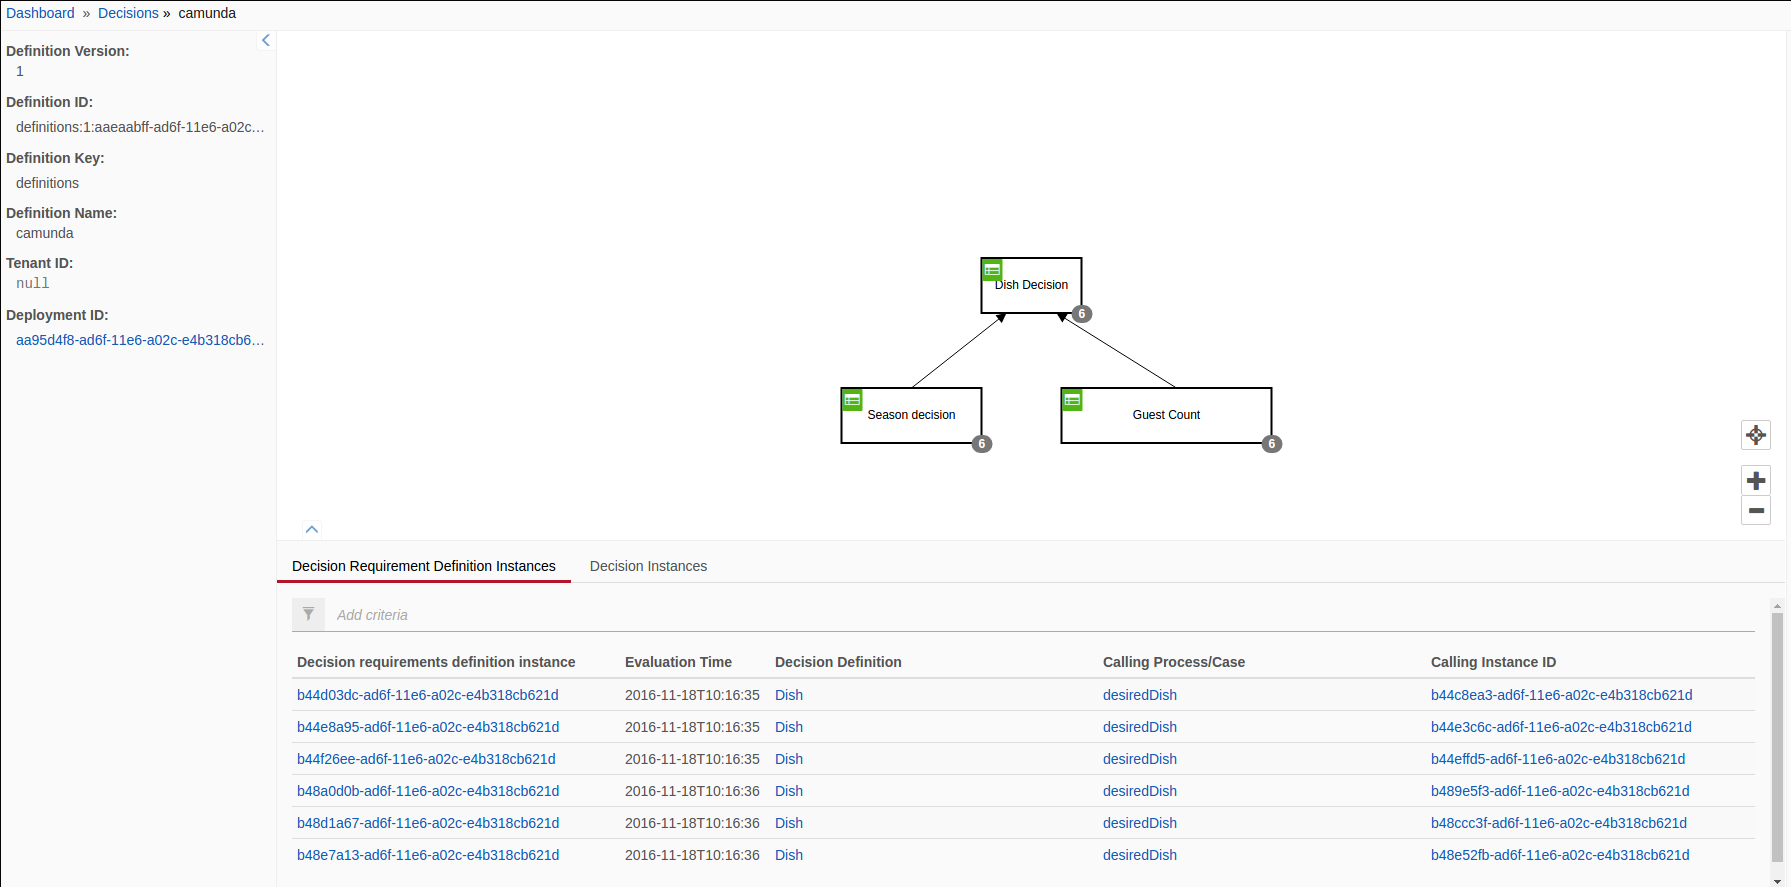 Dashboard » Decisions » camunda
Definition Version:
1
Definition ID:
definitions:1:aaeaabff-ad6f-11e6-a02c...
Definition Key:
definitions
Definition Name:
camunda
Tenant ID:
null
Deployment ID:
aa95d4f8-ad6f-11e6-a02c-e4b318cb6...
Dish Decision
6
Season decision
6
Guest Count
6
Decision Requirement Definition Instances Decision Instances
Add criteria
Decision requirements definition instance Evaluation Time Decision Definition Calling Process/Case Calling Instance ID
b44d03dc-ad6f-11e6-a02c-e4b318cb621d 2016-11-18T10:16:35 Dish desiredDish b44c8ea3-ad6f-11e6-a02c-e4b318cb621d
b44e8a95-ad6f-11e6-a02c-e4b318cb621d 2016-11-18T10:16:35 Dish desiredDish b44e3c6c-ad6f-11e6-a02c-e4b318cb621d
b44f26ee-ad6f-11e6-a02c-e4b318cb621d 2016-11-18T10:16:35 Dish desiredDish b44effd5-ad6f-11e6-a02c-e4b318cb621d
b48a0d0b-ad6f-11e6-a02c-e4b318cb621d 2016-11-18T10:16:36 Dish desiredDish b489e5f3-ad6f-11e6-a02c-e4b318cb621d
b48d1a67-ad6f-11e6-a02c-e4b318cb621d 2016-11-18T10:16:36 Dish desiredDish b48ccc3f-ad6f-11e6-a02c-e4b318cb621d
b48e7a13-ad6f-11e6-a02c-e4b318cb621d 2016-11-18T10:16:36 Dish desiredDish b48e52fb-ad6f-11e6-a02c-e4b318cb621d